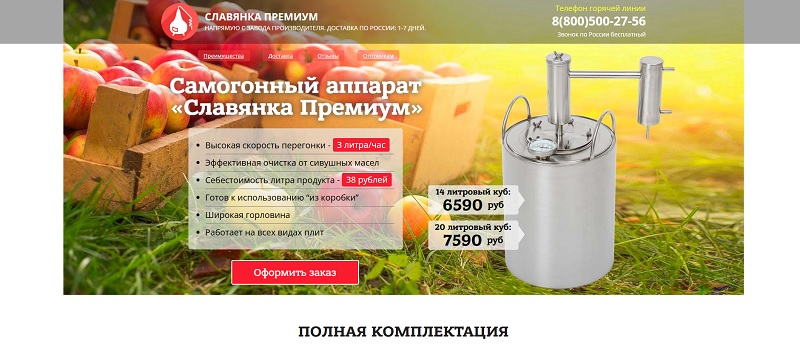 СЛАВЯНКА ПРЕМИУМ
НАПРЯМУЮ С ЗАВОДА ПРОИЗВОДИТЕЛЯ. ДОСТАВКА ПО РОССИИ: 1-7 ДНЕЙ.
Телефон горячей линии
8(800)500-27-56
Звонок по России бесплатный
Преимущества Доставка Отзывы Оптовикам
Самогонный аппарат
«Славянка Премиум»
• Высокая скорость перегонки - 3 литра/час
• Эффективная очистка от сивушных масел
• Себестоимость литра продукта - 38 рублей
• Готов к использованию "из коробки"
• Широкая горловина
• Работает на всех видах плит
14 литровый куб:
6590 руб
20 литровый куб:
7590 руб
Оформить заказ
ПОЛНАЯ КОМПЛЕКТАЦИЯ